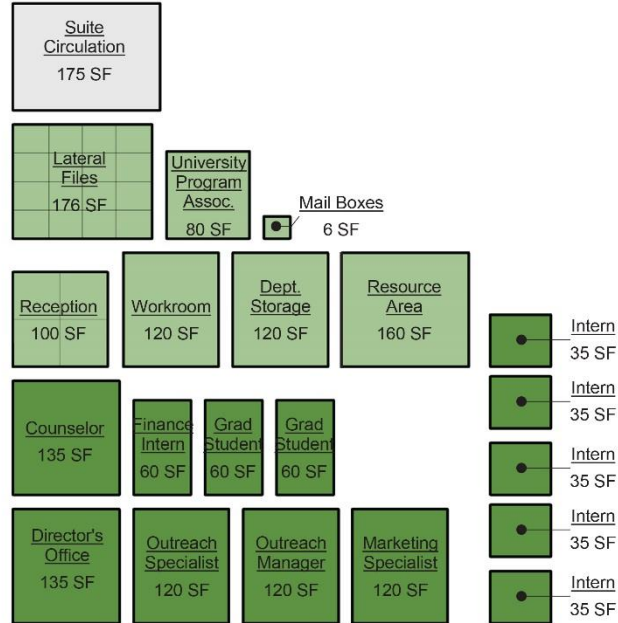 Suite
Circulation
175 SF
Lateral
Files
176 SF
University
Program
Assoc.
80 SF
Mail Boxes
6 SF
Reception
100 SF
Workroom
120 SF
Dept.
Storage
120 SF
Resource
Area
160 SF
Intern
35 SF
Intern
35 SF
Intern
35 SF
Intern
35 SF
Intern
35 SF
Counselor
135 SF
Finance
Intern
60 SF
Grad
Student
60 SF
Grad
Student
60 SF
Director's
Office
135 SF
Outreach
Specialist
120 SF
Outreach
Manager
120 SF
Marketing
Specialist
120 SF